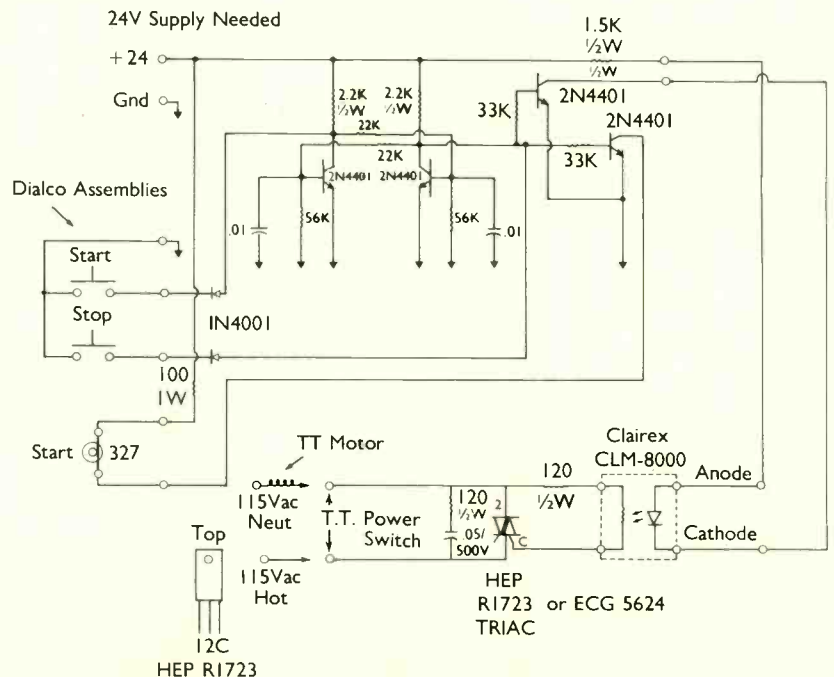 24V Supply Needed
+ 24
Gnd
1.5K
½W
½W
2.2K
½W
2.2K
½W
22K
22K
33K
2N4401
2N4401
33K
Dialco Assemblies
2N4401
2N4401
.01
56K
56K
.01
Start
Stop
IN4001
100
1W
Start
327
TT Motor
115Vac
Neut
T.T. Power
Switch
115Vac
Hot
120
½W
.05/
500V
2
C
120
½W
Clairex
CLM-8000
Anode
Cathode
HEP
R1723 or ECG 5624
TRIAC
Top
12C
HEP R1723